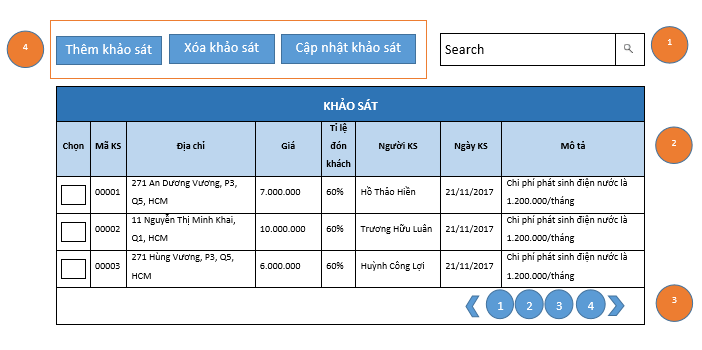 4
Thêm khảo sát
Xóa khảo sát
Cập nhật khảo sát
Search
1
KHẢO SÁT
Chọn
Mã KS
Địa chỉ
Giá
Tỉ lệ
đón
khách
Người KS
Ngày KS
Mô tả
2
00001
271 An Dương Vương, P3,
Q5, HCM
7.000.000
60%
Hồ Thảo Hiền
21/11/2017
Chi phí phát sinh điện nước là
1.200.000/tháng
00002
11 Nguyễn Thị Minh Khai,
Q1, HCM
10.000.000
60%
Trương Hữu Luân
21/11/2017
Chi phí phát sinh điện nước là
1.200.000/tháng
00003
271 Hùng Vương, P3, Q5,
HCM
6.000.000
60%
Huỳnh Công Lợi
21/11/2017
Chi phí phát sinh điện nước là
1.200.000/tháng
1 2 3 4
3